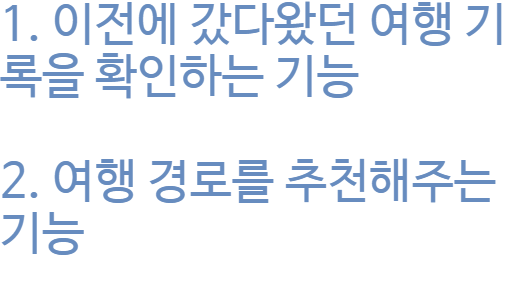 1. 이전에 갔다왔던 여행 기
록을 확인하는 기능
2. 여행 경로를 추천해주는
기능